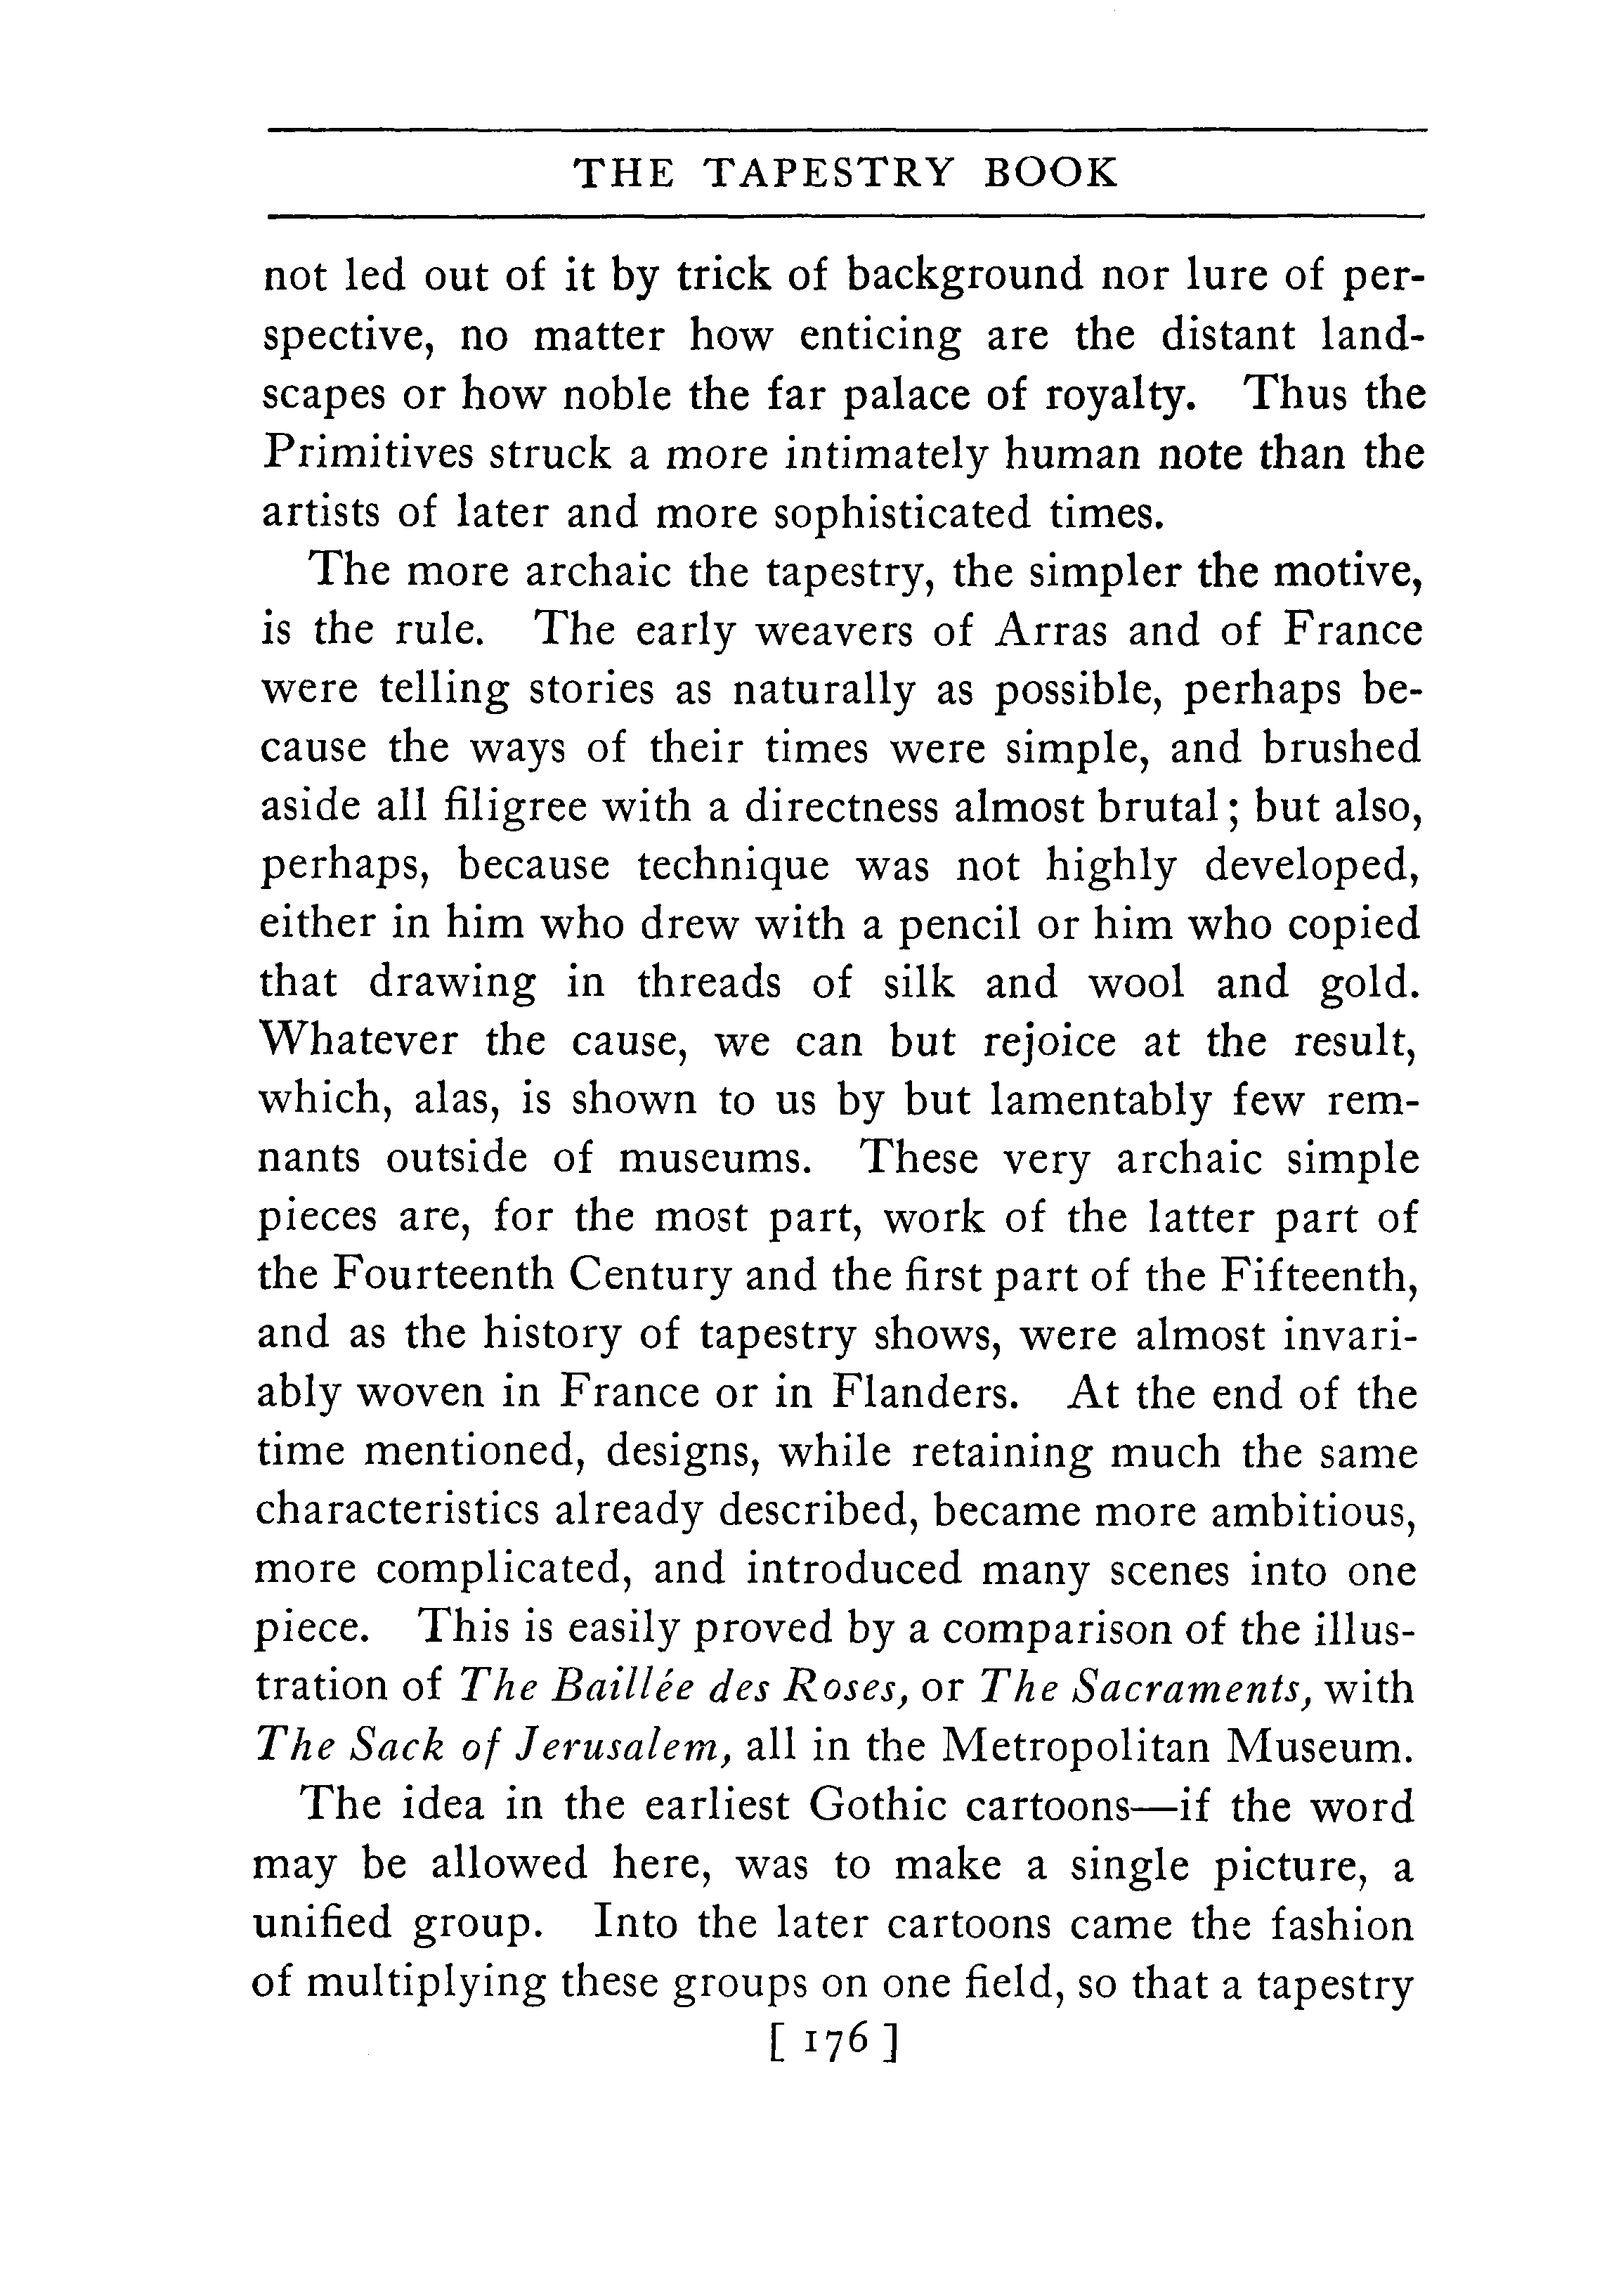 THE TAPESTRY BOOK
not led out of it by trick of background nor lure of per-
spective, no matter how enticing are the distant land-
scapes or how noble the far palace of royalty. Thus the
Primitives struck a more intimately human note than the
artists of later and more sophisticated times.
The more archaic the tapestry, the simpler the motive,
is the rule. The early weavers of Arras and of France
were telling stories as naturally as possible, perhaps be-
cause the ways of their times were simple, and brushed
aside all filigree with a directness almost brutal; but also,
perhaps, because technique was not highly developed,
either in him who drew with a pencil or him who copied
that drawing in threads of silk and wool and gold.
Whatever the cause, we can but rejoice at the result,
which, alas, is shown to us by but lamentably few rem-
nants outside of museums. These very archaic simple
pieces are, for the most part, work of the latter part of
the Fourteenth Century and the first part of the Fifteenth,
and as the history of tapestry shows, were almost invari-
ably woven in France or in Flanders. At the end of the
time mentioned, designs, while retaining much the same
characteristics already described, became more ambitious,
more complicated, and introduced many scenes into one
piece. This is easily proved by a comparison of the illus-
tration of The Baillée des Roses, or The Sacraments, with
The Sack of Jerusalem, all in the Metropolitan Museum.
The idea in the earliest Gothic cartoons—if the word
may be allowed here, was to make a single picture, a
unified group. Into the later cartoons came the fashion
of multiplying these groups on one field, so that a tapestry
[ 176 ]